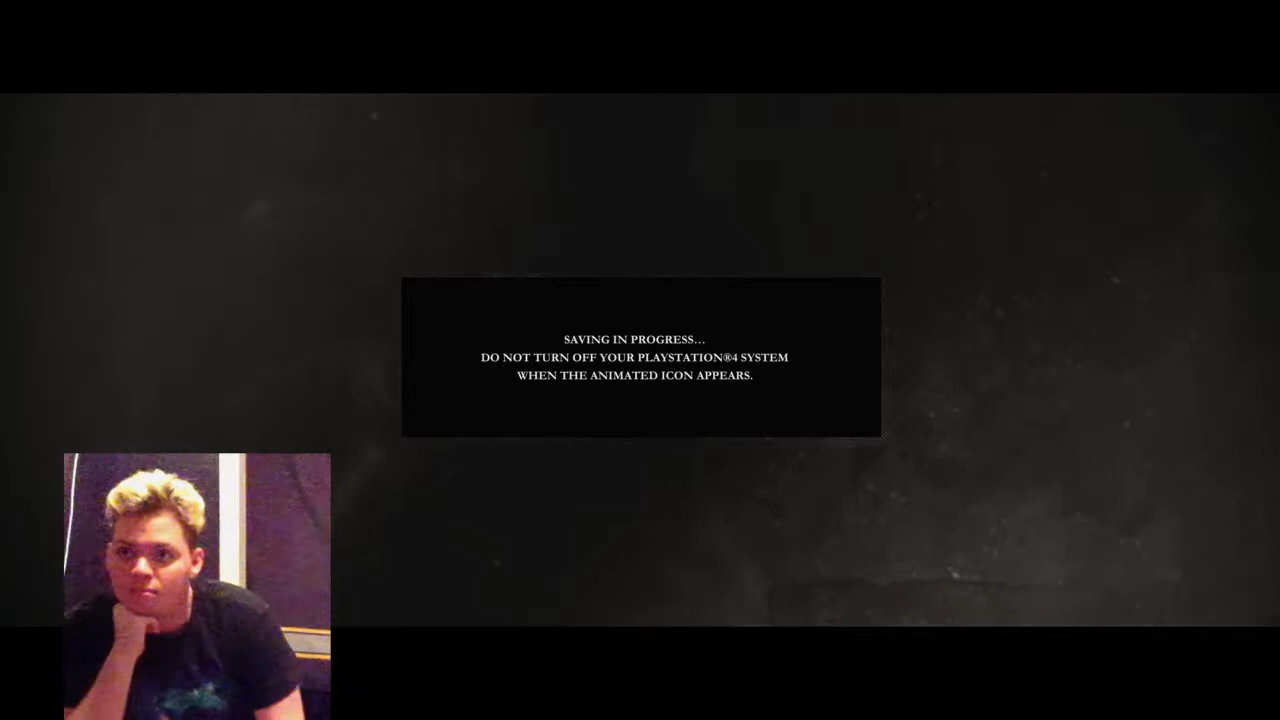 SAVING IN PROGRESS...
DO NOT TURN OFF YOUR PLAYSTATION®4 SYSTEM
WHEN THE ANIMATED ICON APPEARS.